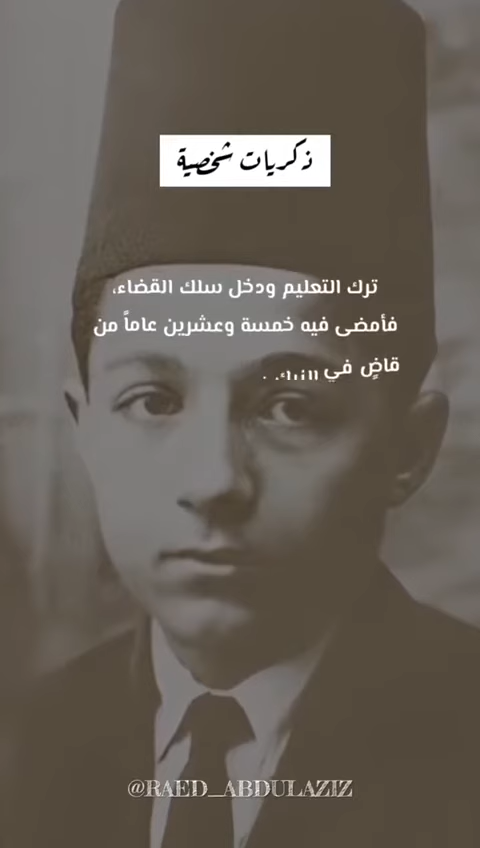 ذكريات شخصية
ترك التعليم ودخل سلك القضاء،
فأمضى فيه خمسة وعشرين عاماً من
قاضٍ في
@RAED_ABDULAZIZ